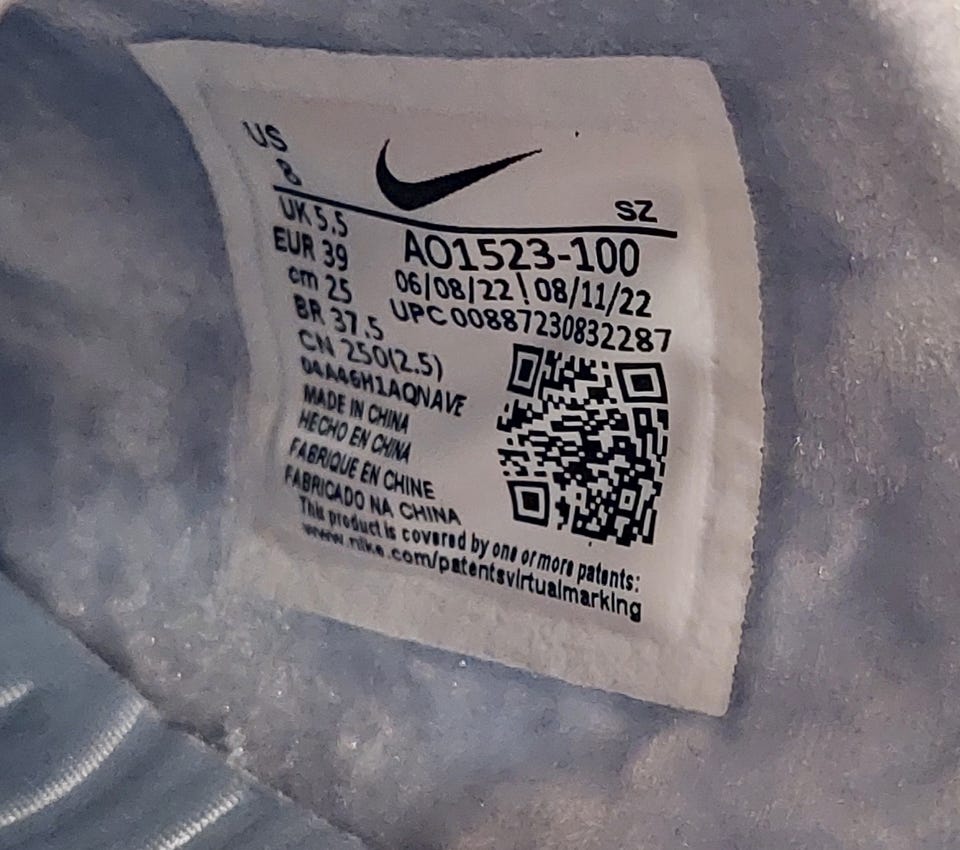 US
8
SZ
UK 5.5
EUR 39
cm 25
BR 37.5
CN 250(2.5)
04A46H1AQNAVE
MADE IN CHINA
HECHO EN CHINA
FABRIQUE EN CHINE
FABRICADO NA CHINA
AO1523-100
06/08/22\08/11/22
UPC 00887230832287
This product is covered by one or more patents:
www.nike.com/patentsvirtualmarking